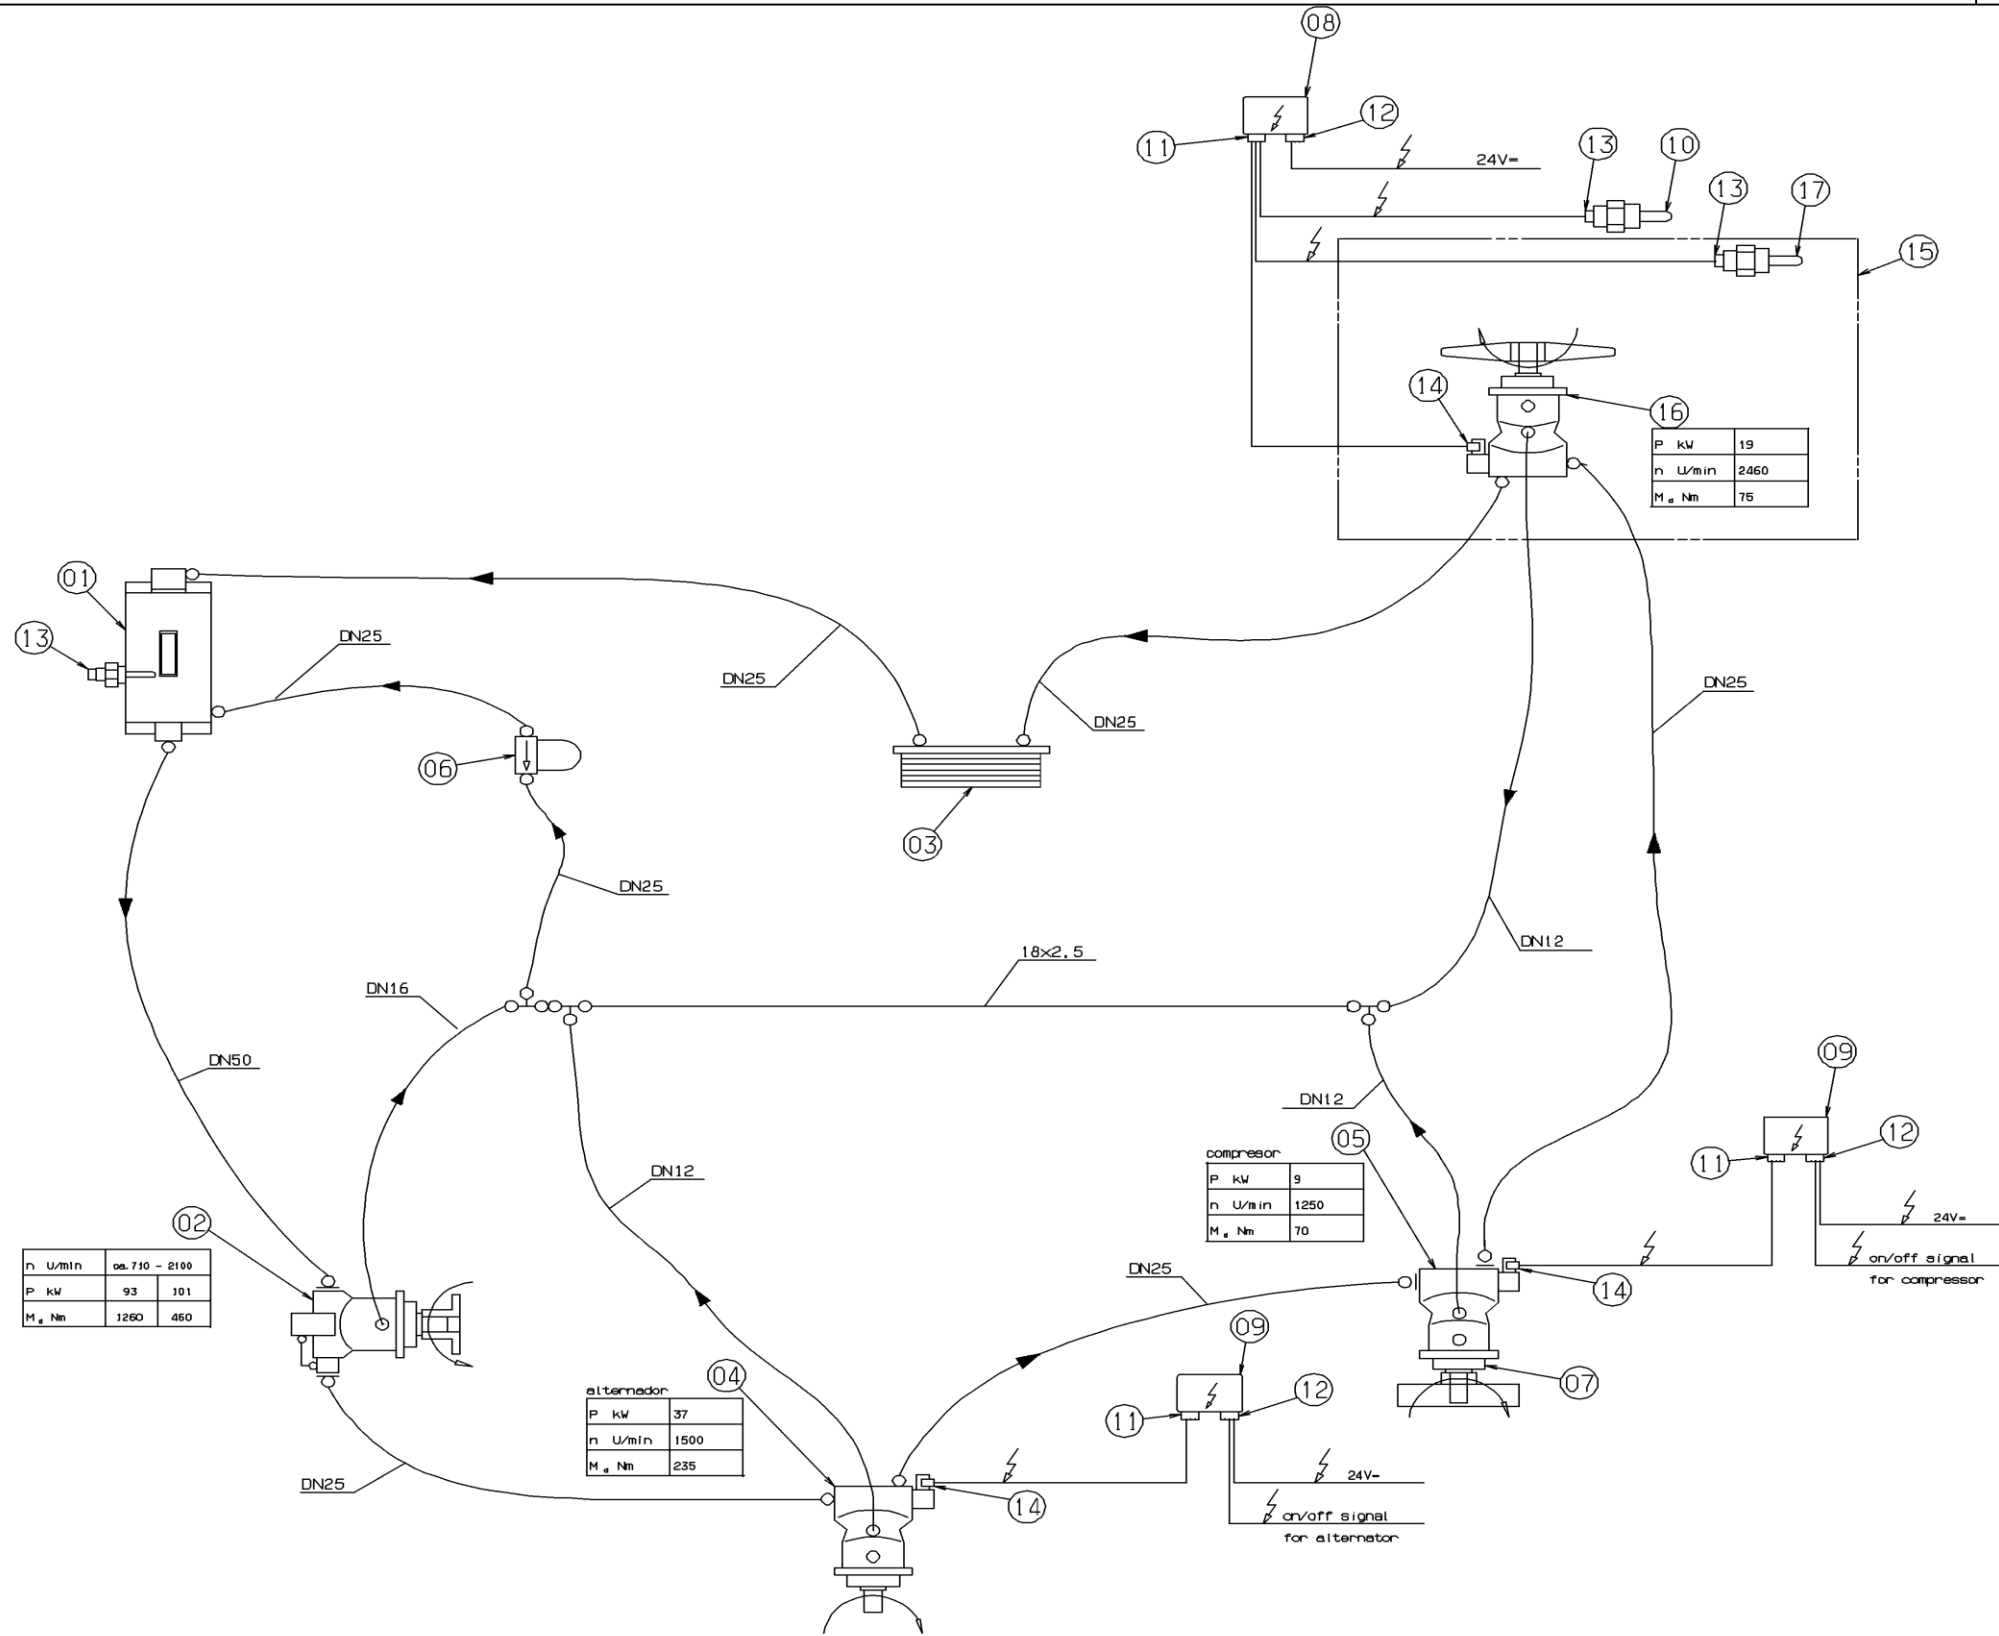 08
12
11
24V=
13
10
13
17
15
14
16
P kW 19
n U/min 2460
M d Nm 75
01
13
DN25
DN25
DN25
DN25
06
03
DN25
DN12
18x2.5
DN16
DN50
DN12
DN12
09
12
11
24V=
on/off signal
for compressor
05
compresor
P kW 9
n U/min 1250
M d Nm 70
14
07
02
n U/min ca. 710 - 2100
P kW 93 101
M d Nm 1260 460
DN25
09
12
11
04
alternador
P kW 37
n U/min 1500
M d Nm 235
DN25
14
24V=
on/off signal
for alternator